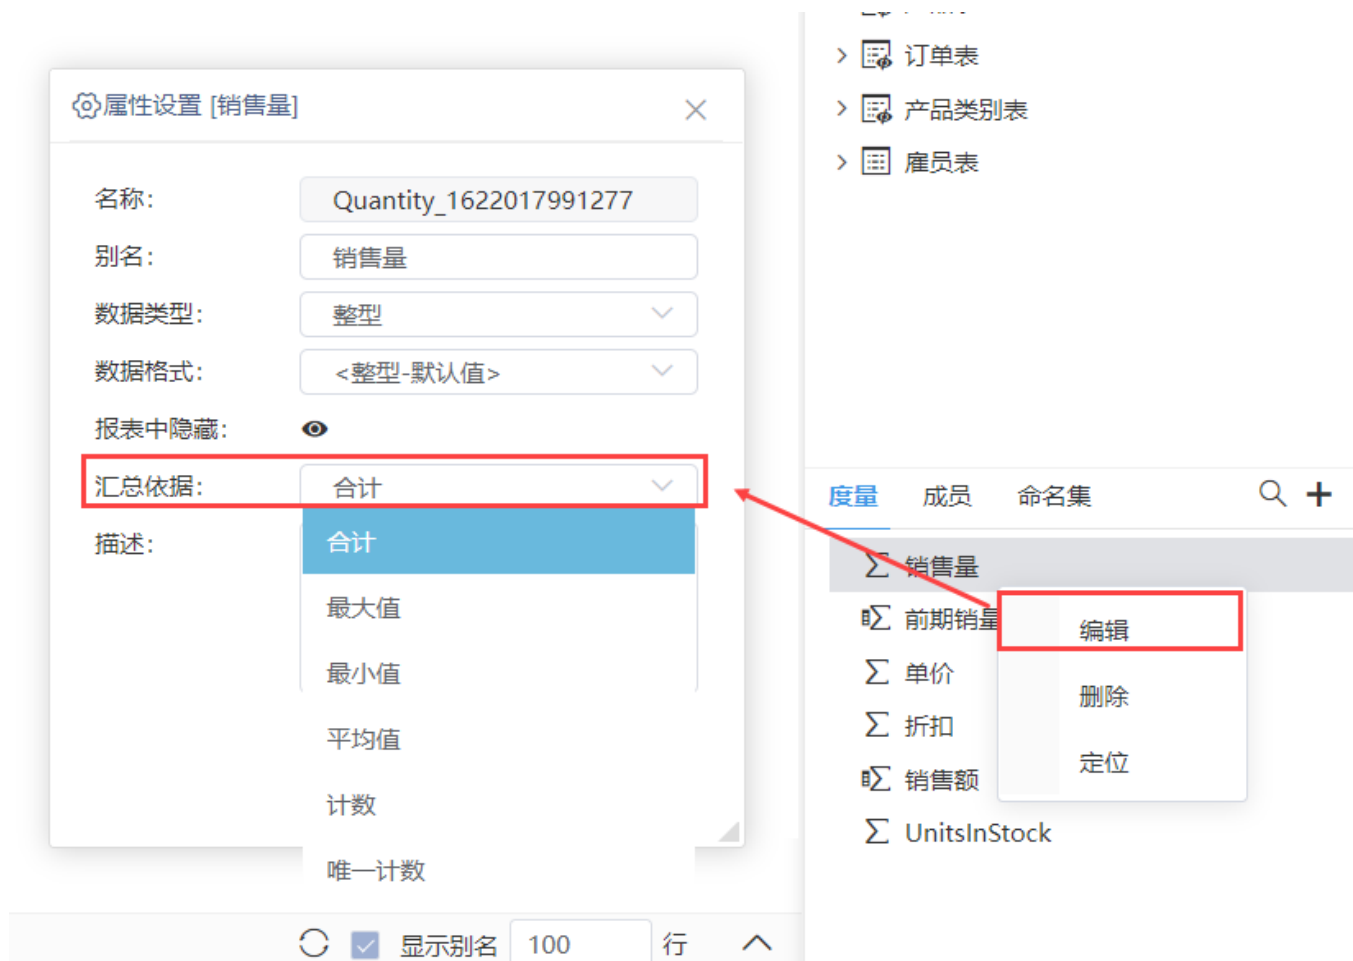 属性设置 [销售量]
名称：
Quantity_1622017991277
别名：
销售量
数据类型：
整型
数据格式：
<整型-默认值>
报表中隐藏：
汇总依据：
合计
描述：
合计
最大值
最小值
平均值
计数
唯一计数
显示别名
100
行
订单表
产品类别表
雇员表
度量
成员
命名集
销售量
前期销量
单价
折扣
销售额
UnitsInStock
编辑
删除
定位